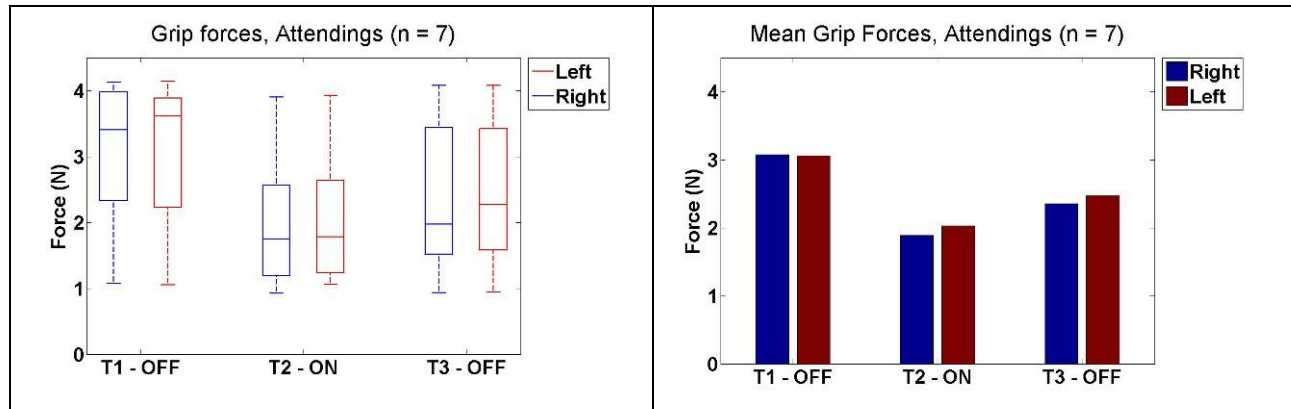 Grip forces, Attendings (n = 7)
Left
Right
Force (N)
4
3
2
1
0
T1 - OFF
T2 - ON
T3 - OFF
Mean Grip Forces, Attendings (n = 7)
Right
Left
Force (N)
4
3
2
1
0
T1 - OFF
T2 - ON
T3 - OFF